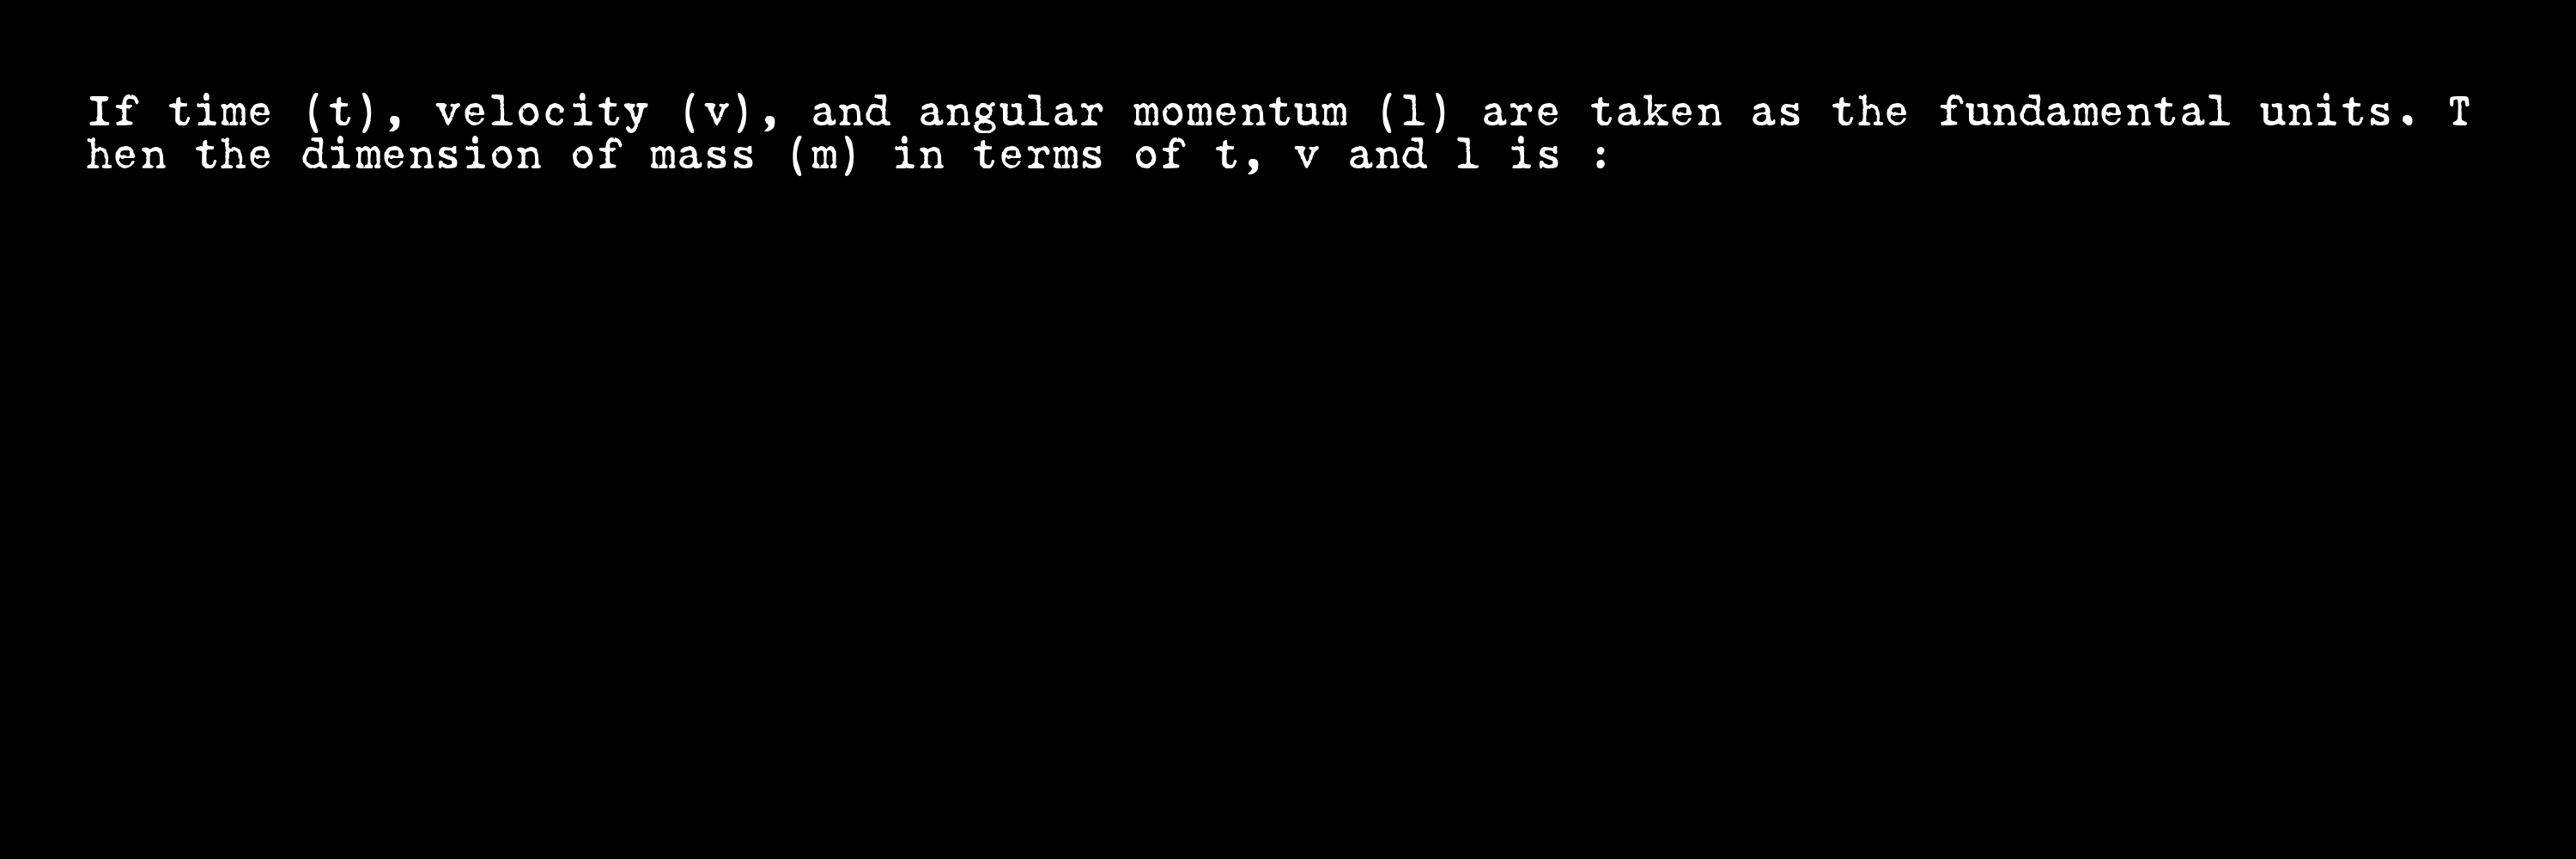 If time (t), velocity (v), and angular momentum (l) are taken as the fundamental units. T
hen the dimension of mass (m) in terms of t, v and l is :